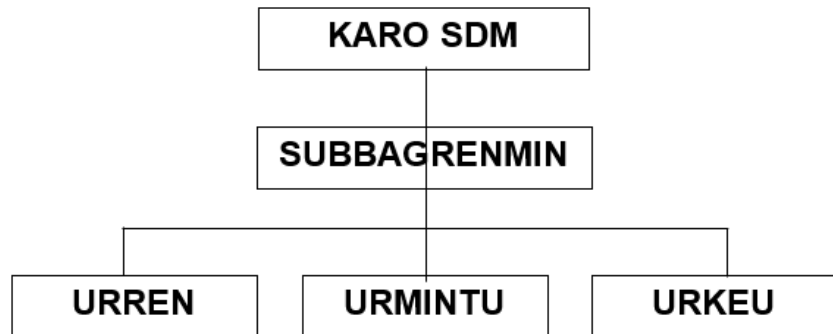 KARO SDM
SUBBAGRENMIN
URREN
URMINTU
URKEU